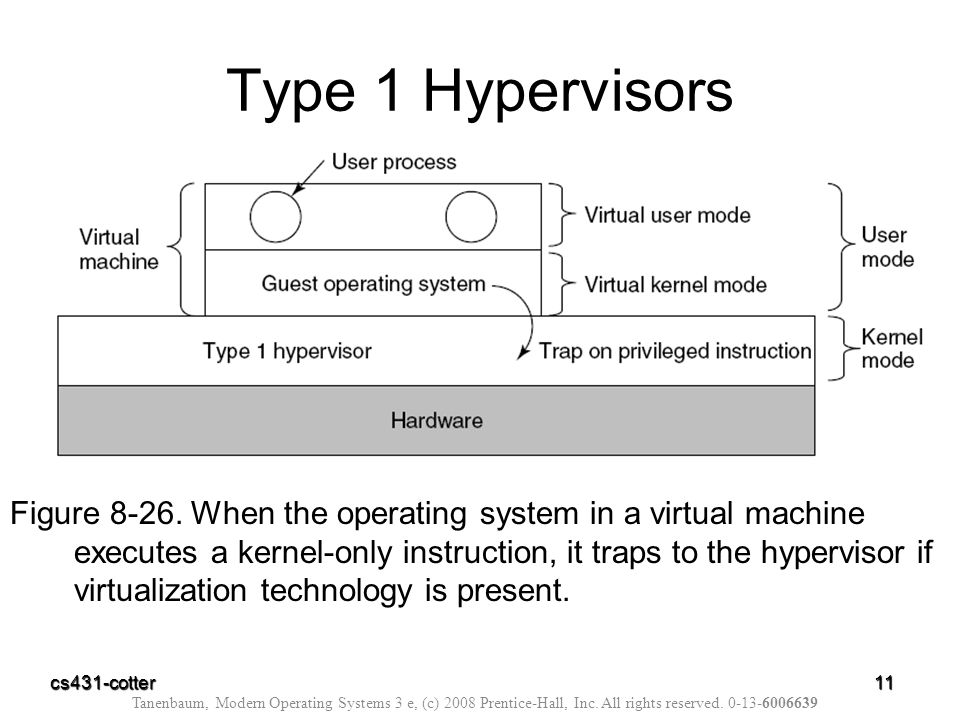 Type 1 Hypervisors
User process
Virtual machine
Virtual user mode
User mode
Guest operating system
Virtual kernel mode
Type 1 hypervisor
Trap on privileged instruction
Kernel mode
Hardware
Figure 8-26. When the operating system in a virtual machine
executes a kernel-only instruction, it traps to the hypervisor if
virtualization technology is present.
cs431-cotter
11
Tanenbaum, Modern Operating Systems 3 e, (c) 2008 Prentice-Hall, Inc. All rights reserved. 0-13-6006639